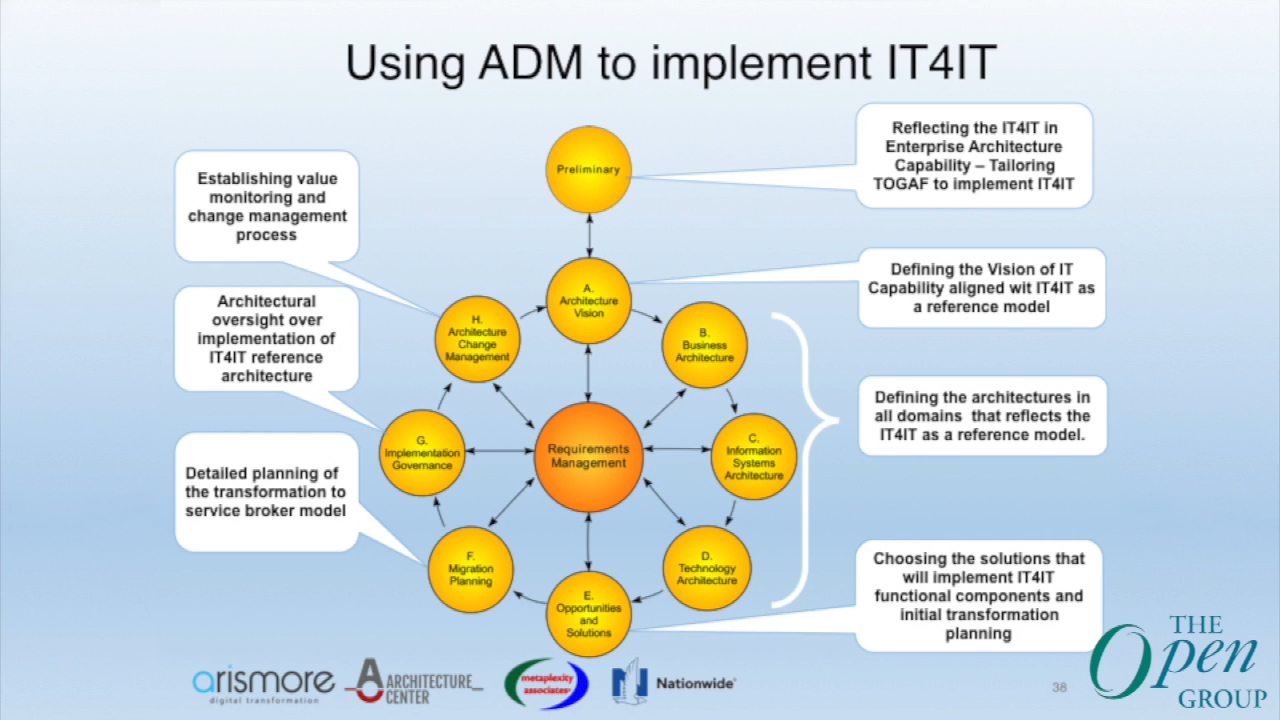 Using ADM to implement IT4IT
Preliminary
Reflecting the IT4IT in
Enterprise Architecture
Capability – Tailoring
TOGAF to implement IT4IT
Establishing value
monitoring and
change management
process
A.
Architecture
Vision
Defining the Vision of IT
Capability aligned wit IT4IT as
a reference model
Architectural
oversight over
implementation of
IT4IT reference
architecture
H.
Architecture
Change
Management
B.
Business
Architecture
Defining the architectures in
all domains that reflects the
IT4IT as a reference model.
G.
Implementation
Governance
Requirements
Management
C.
Information
Systems
Architecture
Detailed planning of
the transformation to
service broker model
F.
Migration
Planning
D.
Technology
Architecture
E.
Opportunities
and
Solutions
Choosing the solutions that
will implement IT4IT
functional components and
initial transformation
planning
arismore
digital transformation
A
ARCHITECTURE_
CENTER
metaplexity
associates
Nationwide®
38
THE
Open
GROUP